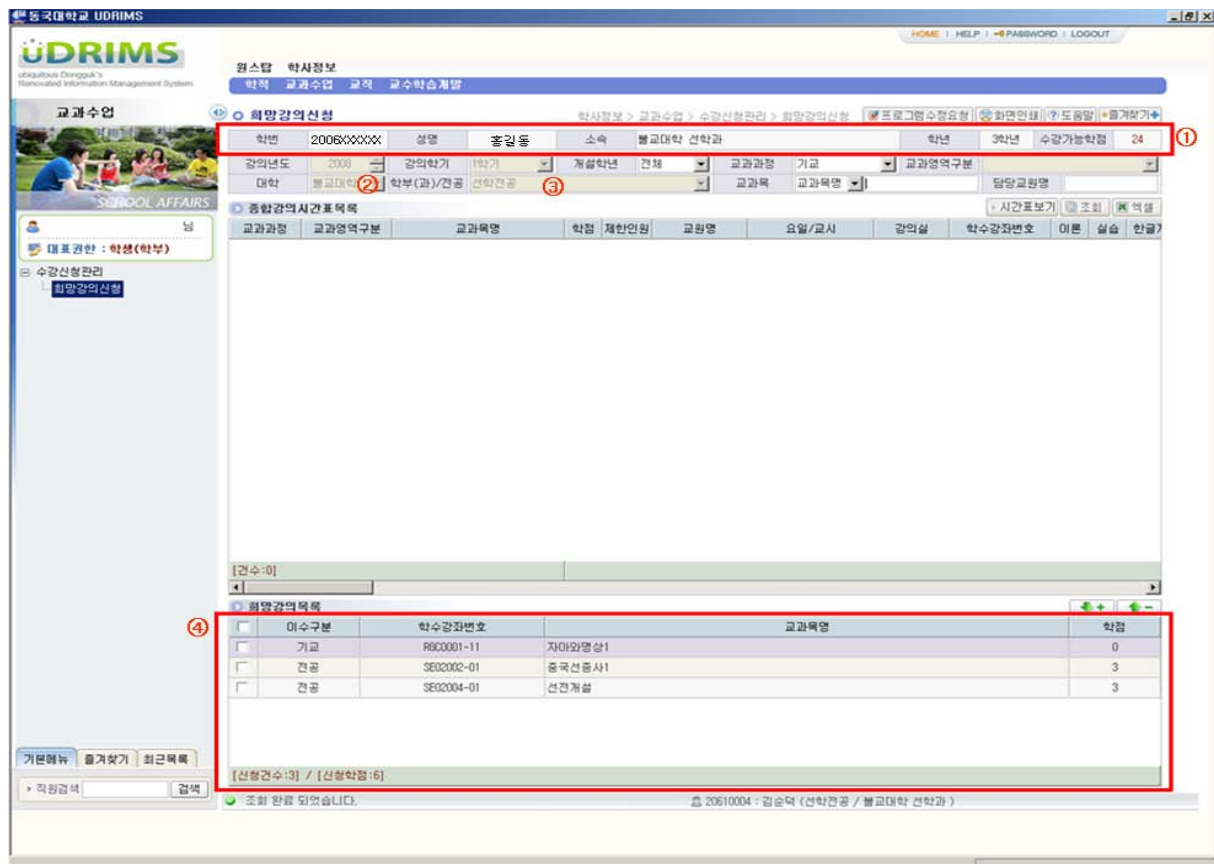 동국대학교 UDRIMS
HOME | HELP | PASSWORD | LOGOUT
UDRIMS
ubiquitous Dongguk's
Renovated Information Management System
원스탑 학사정보
학적 교과수업 교직 교수학습개발
교과수업
희망강의신청
학사정보 > 교과수업 > 수강신청관리 > 희망강의신청
프로그램수정요청 화면인쇄 도움말 즐겨찾기
학번 2006XXXXXX 성명 홍길동 소속 불교대학 선학과 학년 3학년 수강가능학점 24 ①
강의년도 2008 강의학기 1학기 개설학년 전체 교과과정 기교 교과영역구분
대학 불교대학 ② 학부(과)/전공 선학전공 ③ 교과목 교과목명 담당교원명
SCHOOL AFFAIRS
종합강의시간표목록 시간표보기 조회 엑셀
님
대표권한 : 학생(학부)
교과과정 교과영역구분 교과목명 학점 제한인원 교원명 요일/교시 강의실 학수강좌번호 이론 실습
수강신청관리
희망강의신청
[건수:0]
희망강의목록
④
이수구분 학수강좌번호 교과목명 학점
기교 RGC0001-11 자아와명상1 0
전공 SE02002-01 중국선종사1 3
전공 SE02004-01 선전개설 3
[신청건수:3] / [신청학점:6]
기본메뉴 즐겨찾기 최근목록
직원검색 검색
조회 완료 되었습니다.
20610004 : 김순덕 (선학전공 / 불교대학 선학과 )